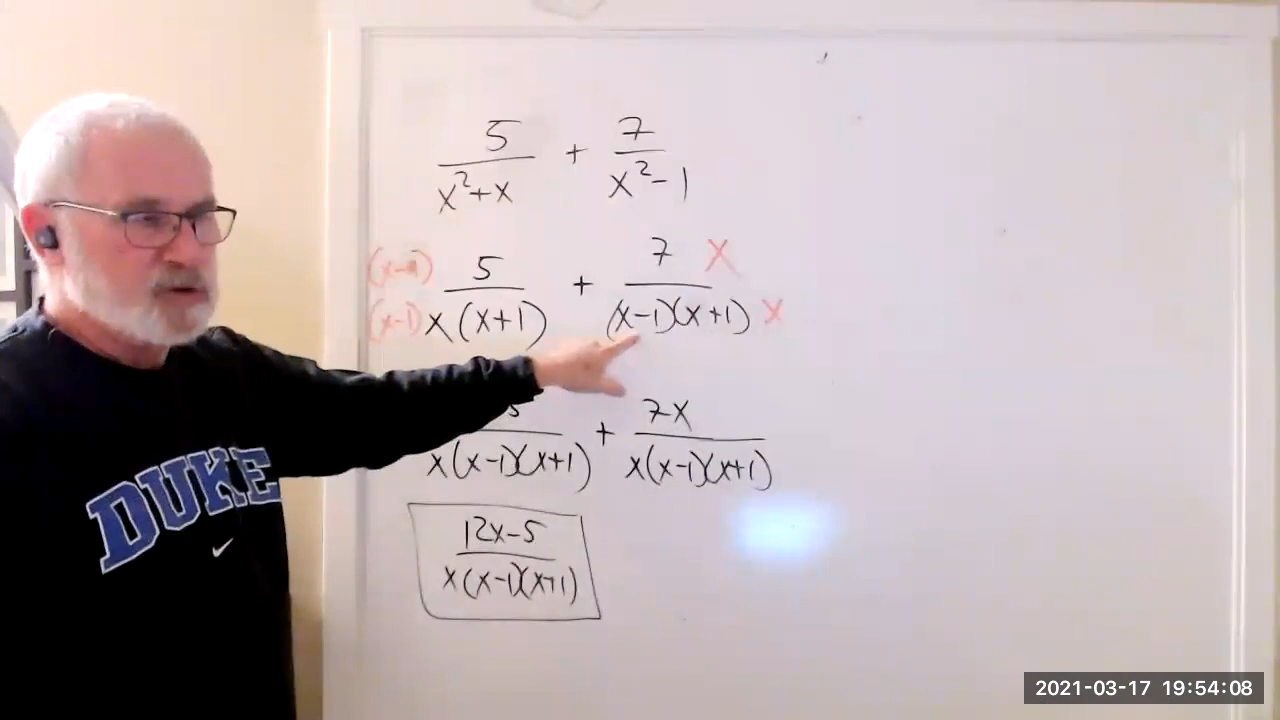 5 7
x²+x + x²-1
(x-1) 5 7 x
(x-1) x(x+1) + (x-1)(x+1) x
5 7x
x(x-1)(x+1) + x(x-1)(x+1)
12x-5
x(x-1)(x+1)
DUKE
2021-03-17 19:54:08